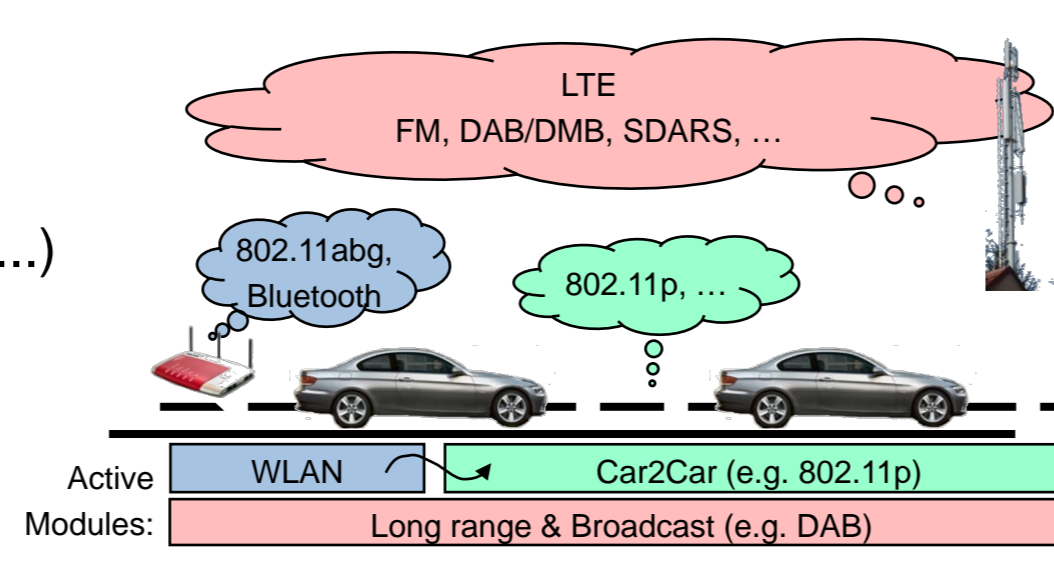 LTE
FM, DAB/DMB, SDARS, …
...)
802.11abg,
Bluetooth
802.11p, …
Active
Modules:
WLAN
Car2Car (e.g. 802.11p)
Long range & Broadcast (e.g. DAB)